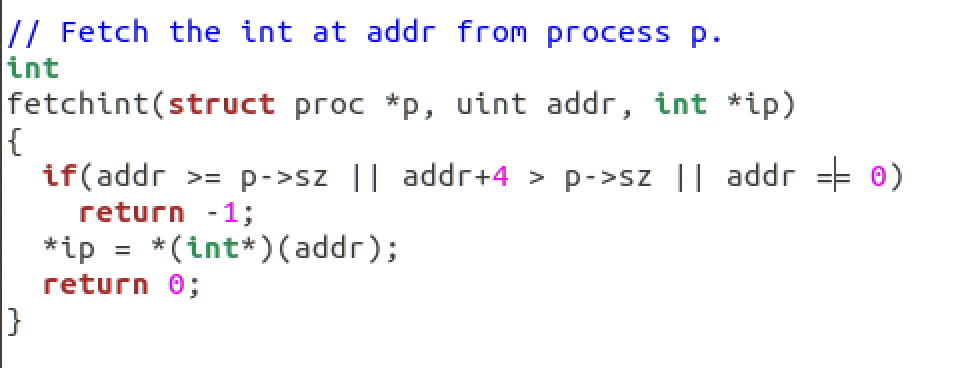 // Fetch the int at addr from process p.
int
fetchint(struct proc *p, uint addr, int *ip)
{
  if(addr >= p->sz || addr+4 > p->sz || addr == 0)
    return -1;
  *ip = *(int*)(addr);
  return 0;
}